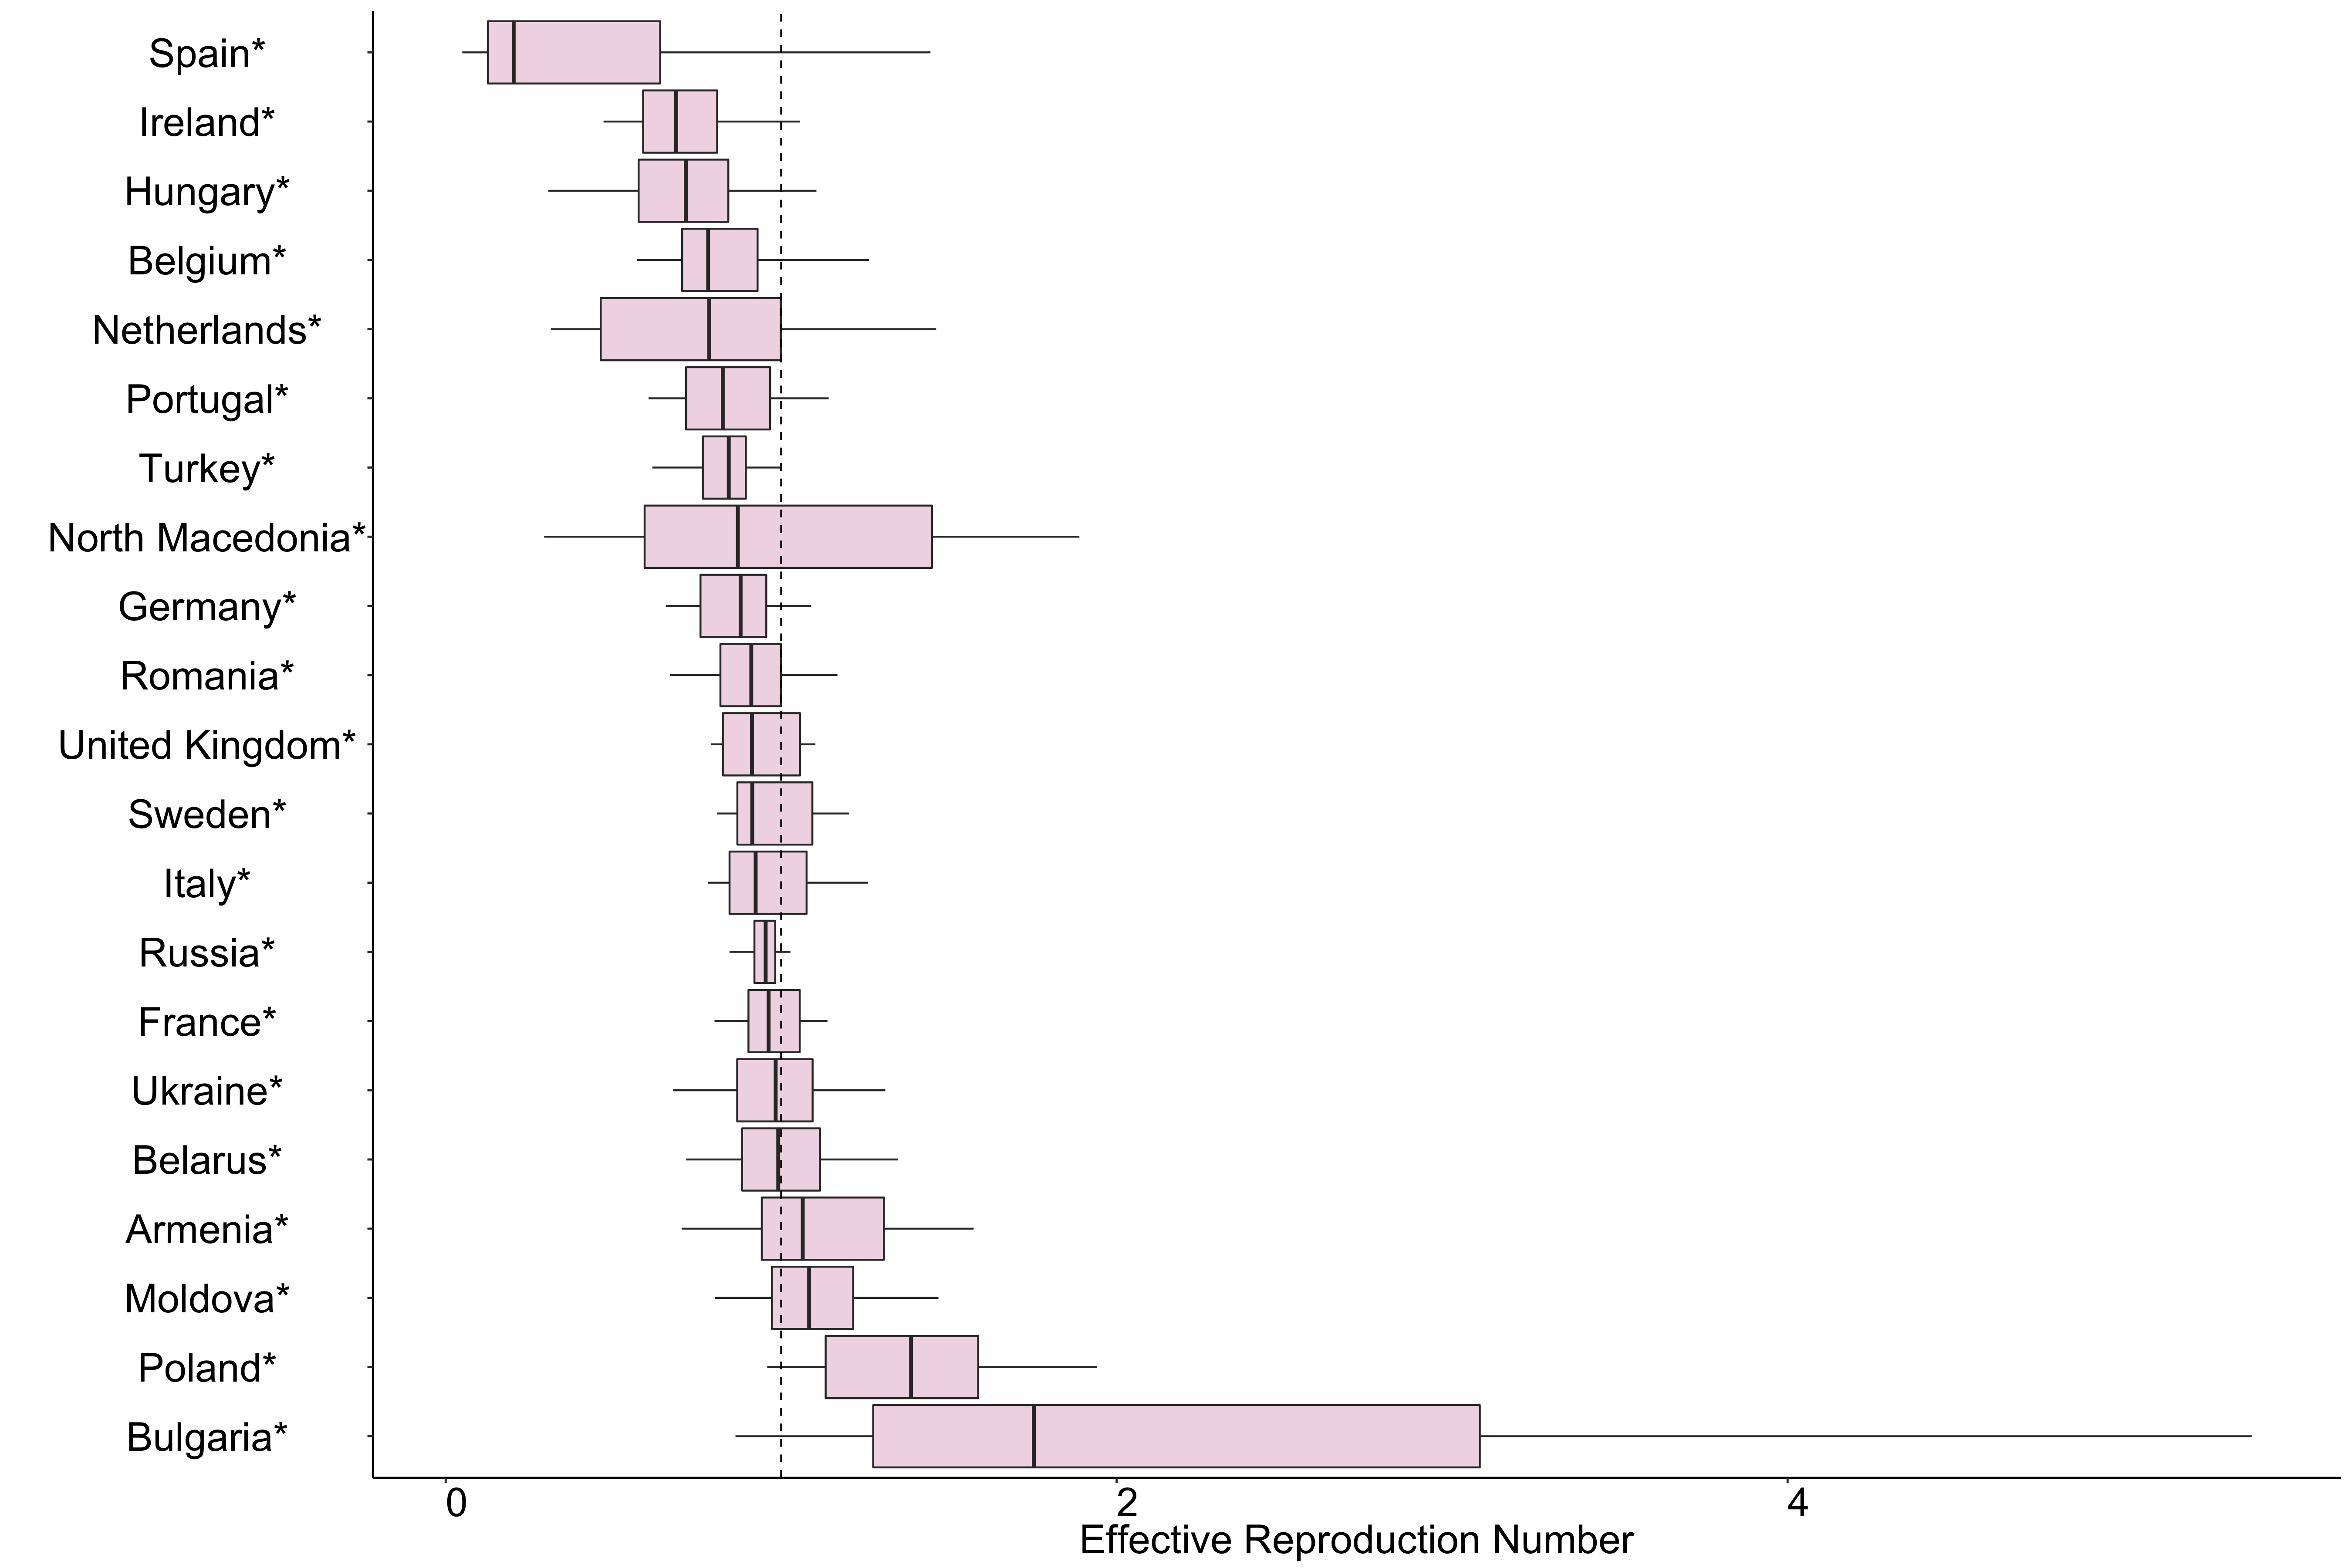 Spain*
Ireland*
Hungary*
Belgium*
Netherlands*
Portugal*
Turkey*
North Macedonia*
Germany*
Romania*
United Kingdom*
Sweden*
Italy*
Russia*
France*
Ukraine*
Belarus*
Armenia*
Moldova*
Poland*
Bulgaria*
0 2 4
Effective Reproduction Number